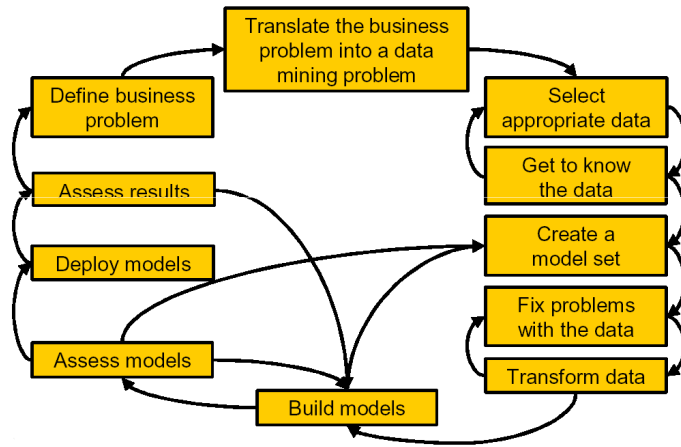 Translate the business
problem into a data
mining problem
Define business
problem
Select
appropriate data
Get to know
the data
Assess results
Create a
model set
Deploy models
Fix problems
with the data
Assess models
Transform data
Build models